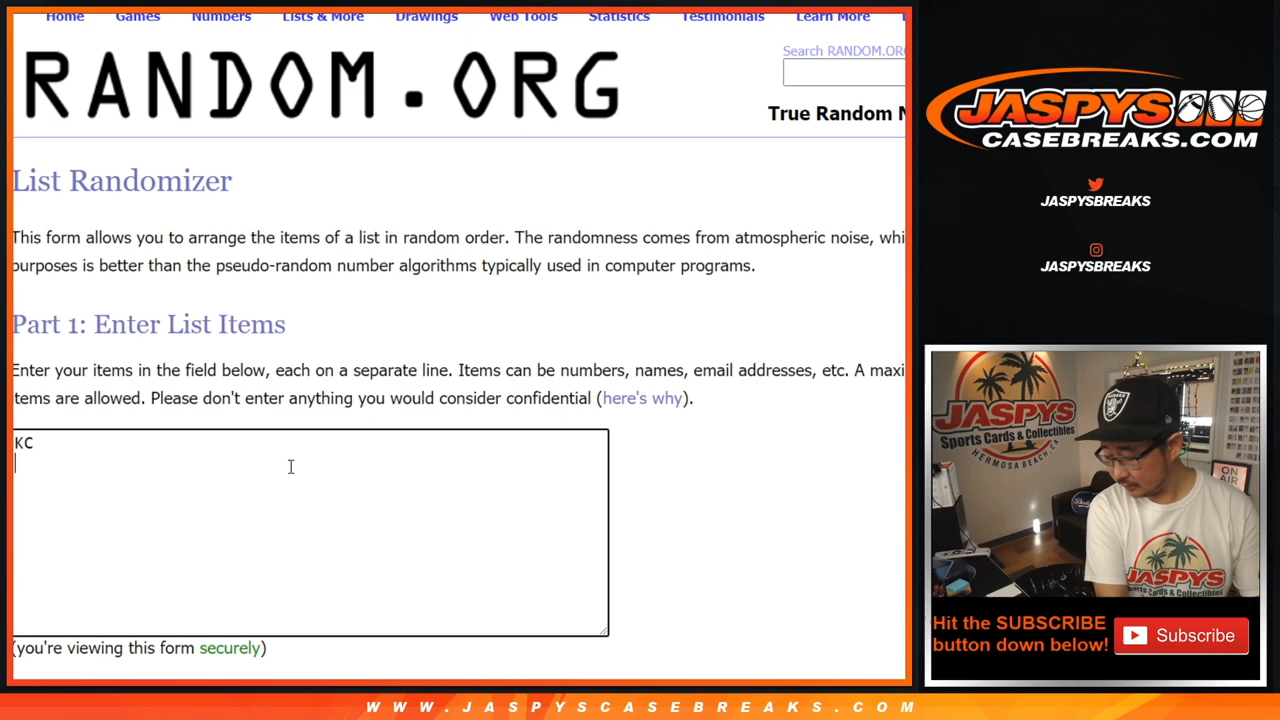 Home Games Numbers Lists & More Drawings Web Tools Statistics Testimonials Learn More
RANDOM.ORG
Search RANDOM.ORG
True Random N
List Randomizer
This form allows you to arrange the items of a list in random order. The randomness comes from atmospheric noise, whi
purposes is better than the pseudo-random number algorithms typically used in computer programs.
Part 1: Enter List Items
Enter your items in the field below, each on a separate line. Items can be numbers, names, email addresses, etc. A maxi
items are allowed. Please don't enter anything you would consider confidential (here's why).
KC
(you're viewing this form securely)
JASPYS
CASEBREAKS.COM
JASPYSBREAKS
JASPYSBREAKS
JASPYS
Sports Cards & Collectibles
HERMOSA BEACH, CA
RAIDERS
ON
AIR
Dodgers
JASPYS
Hit the SUBSCRIBE
button down below!
Subscribe
WWW.JASPYSCASEBREAKS.COM